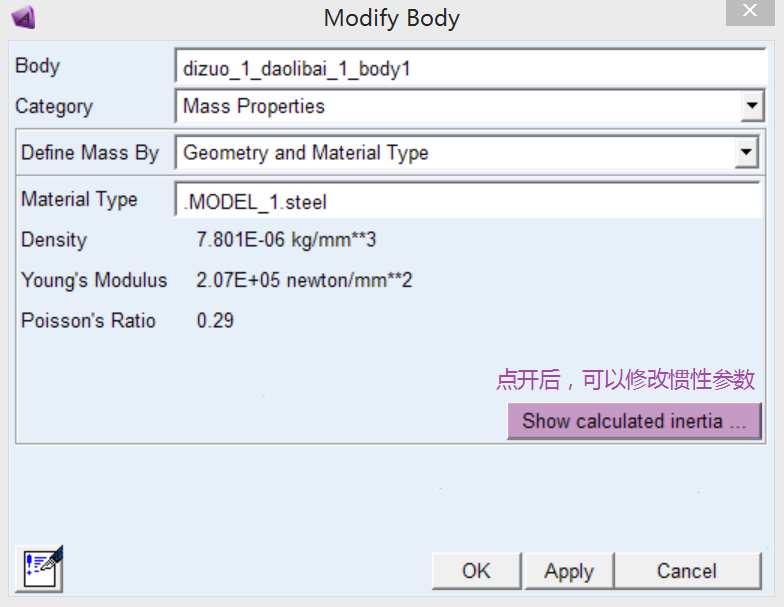 Modify Body
Body dizuo_1_daolibai_1_body1
Category Mass Properties
Define Mass By Geometry and Material Type
Material Type .MODEL_1.steel
Density 7.801E-06 kg/mm**3
Young's Modulus 2.07E+05 newton/mm**2
Poisson's Ratio 0.29
点开后，可以修改惯性参数
Show calculated inertia ...
OK Apply Cancel